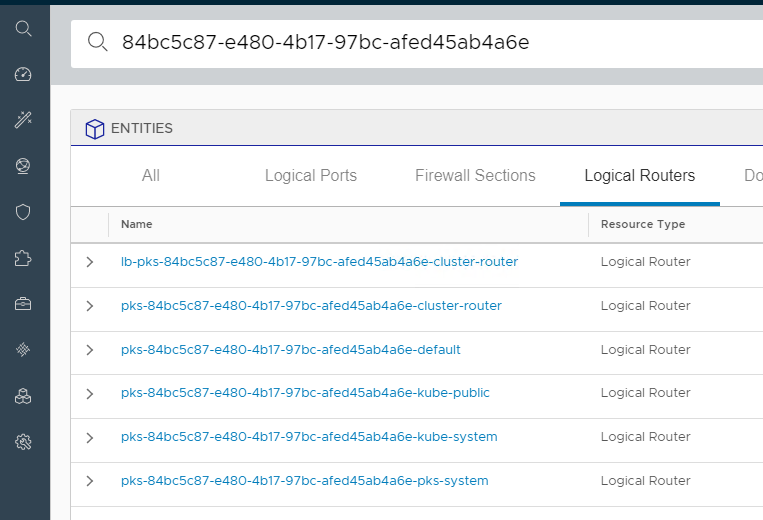 84bc5c87-e480-4b17-97bc-afed45ab4a6e
ENTITIES
All Logical Ports Firewall Sections Logical Routers Do
Name Resource Type
lb-pks-84bc5c87-e480-4b17-97bc-afed45ab4a6e-cluster-router Logical Router
pks-84bc5c87-e480-4b17-97bc-afed45ab4a6e-cluster-router Logical Router
pks-84bc5c87-e480-4b17-97bc-afed45ab4a6e-default Logical Router
pks-84bc5c87-e480-4b17-97bc-afed45ab4a6e-kube-public Logical Router
pks-84bc5c87-e480-4b17-97bc-afed45ab4a6e-kube-system Logical Router
pks-84bc5c87-e480-4b17-97bc-afed45ab4a6e-pks-system Logical Router